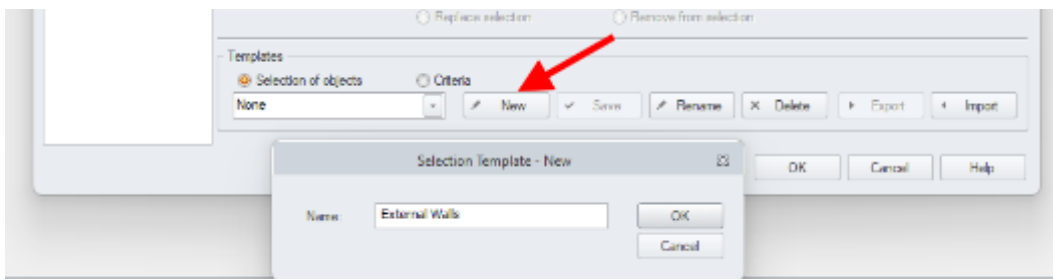 Replace selection Remove from selection
Templates
Selection of objects Criteria
None New Save Rename Delete Export Import
Selection Template - New
OK Cancel Help
Name: External Walls OK
Cancel